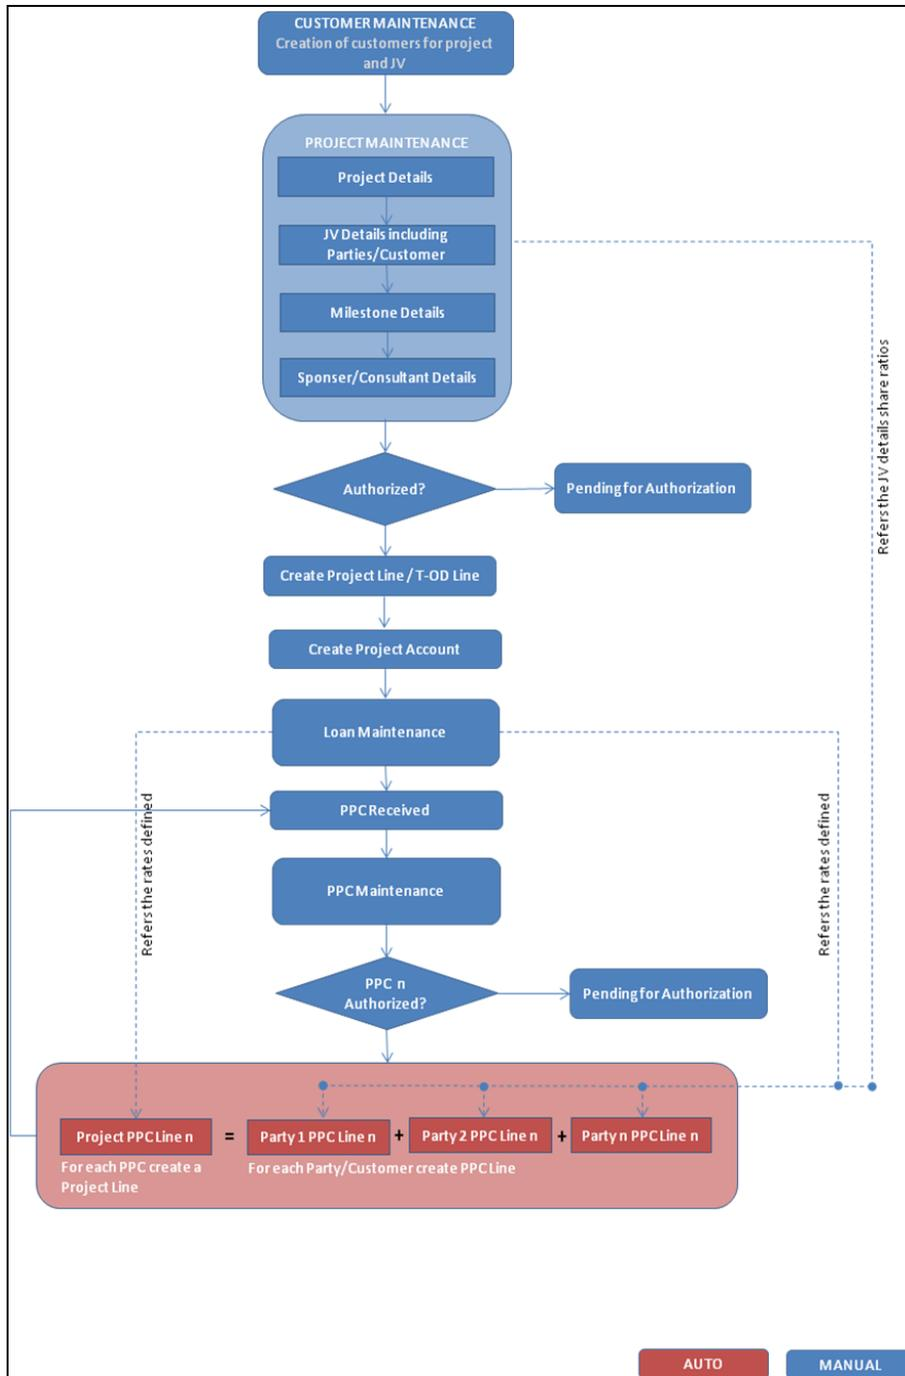 CUSTOMER MAINTENANCE
Creation of customers for project
and JV
PROJECT MAINTENANCE
Project Details
JV Details including
Parties/Customer
Milestone Details
Sponser/Consultant Details
Refers the JV details share ratios
Authorized?
Pending for Authorization
Create Project Line / T-OD Line
Create Project Account
Loan Maintenance
Refers the rates defined
Refers the rates defined
PPC Received
PPC Maintenance
PPC n
Authorized?
Pending for Authorization
Project PPC Line n = Party 1 PPC Line n + Party 2 PPC Line n + Party n PPC Line n
For each PPC create a
Project Line
For each Party/Customer create PPC Line
AUTO
MANUAL